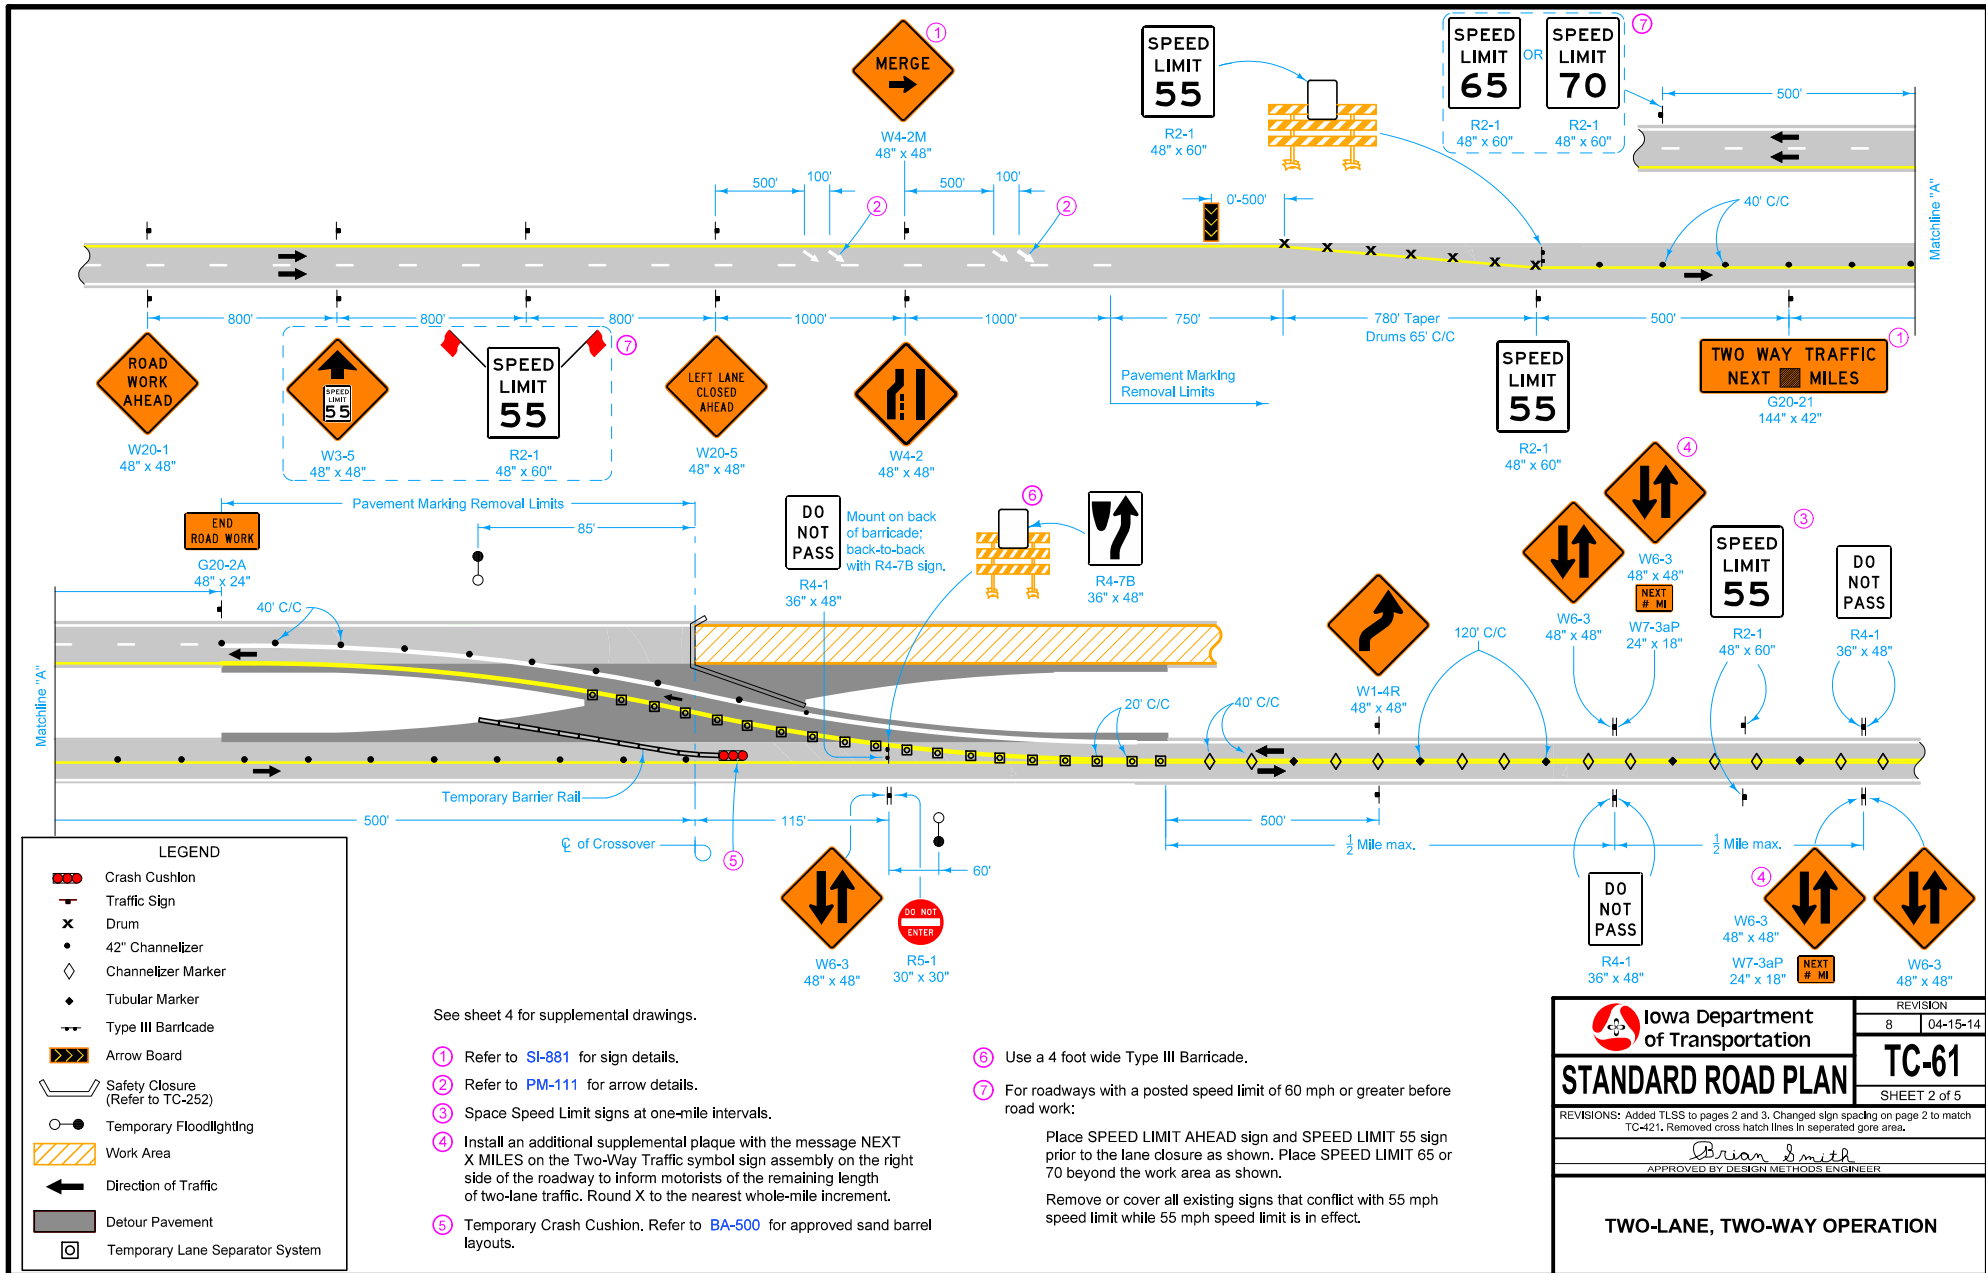 MERGE
1
W4-2M
48" x 48"
SPEED
LIMIT
55
R2-1
48" x 60"
SPEED
LIMIT
65
R2-1
48" x 60"
OR
SPEED
LIMIT
70
R2-1
48" x 60"
7
500'
500'
100'
2
500'
100'
2
0'-500'
40' C/C
Matchline "A"
800'
800'
800'
1000'
1000'
750'
780' Taper
Drums 65' C/C
500'
ROAD
WORK
AHEAD
W20-1
48" x 48"
SPEED
LIMIT
55
W3-5
48" x 48"
SPEED
LIMIT
55
R2-1
48" x 60"
7
LEFT LANE
CLOSED
AHEAD
W20-5
48" x 48"
W4-2
48" x 48"
Pavement Marking
Removal Limits
SPEED
LIMIT
55
R2-1
48" x 60"
1
TWO WAY TRAFFIC
NEXT MILES
G20-21
144" x 42"
Pavement Marking Removal Limits
85'
END
ROAD WORK
G20-2A
48" x 24"
40' C/C
DO
NOT
PASS
R4-1
36" x 48"
Mount on back
of barricade;
back-to-back
with R4-7B sign.
6
R4-7B
36" x 48"
W1-4R
48" x 48"
20' C/C
40' C/C
120' C/C
W6-3
48" x 48"
4
W6-3
48" x 48"
NEXT
# MI
W7-3aP
24" x 18"
3
SPEED
LIMIT
55
R2-1
48" x 60"
DO
NOT
PASS
R4-1
36" x 48"
Matchline "A"
Temporary Barrier Rail
500'
℄ of Crossover
115'
5
60'
500'
1/2 Mile max.
1/2 Mile max.
W6-3
48" x 48"
DO NOT
ENTER
R5-1
30" x 30"
DO
NOT
PASS
R4-1
36" x 48"
4
W6-3
48" x 48"
W7-3aP
24" x 18"
NEXT
# MI
W6-3
48" x 48"
LEGEND
Crash Cushion
Traffic Sign
Drum
42" Channelizer
Channelizer Marker
Tubular Marker
Type III Barricade
Arrow Board
Safety Closure
(Refer to TC-252)
Temporary Floodlighting
Work Area
Direction of Traffic
Detour Pavement
Temporary Lane Separator System
See sheet 4 for supplemental drawings.
1 Refer to SI-881 for sign details.
2 Refer to PM-111 for arrow details.
3 Space Speed Limit signs at one-mile intervals.
4 Install an additional supplemental plaque with the message NEXT
X MILES on the Two-Way Traffic symbol sign assembly on the right
side of the roadway to inform motorists of the remaining length
of two-lane traffic. Round X to the nearest whole-mile increment.
5 Temporary Crash Cushion. Refer to BA-500 for approved sand barrel
layouts.
6 Use a 4 foot wide Type III Barricade.
7 For roadways with a posted speed limit of 60 mph or greater before
road work:
Place SPEED LIMIT AHEAD sign and SPEED LIMIT 55 sign
prior to the lane closure as shown. Place SPEED LIMIT 65 or
70 beyond the work area as shown.
Remove or cover all existing signs that conflict with 55 mph
speed limit while 55 mph speed limit is in effect.
Iowa Department
of Transportation
STANDARD ROAD PLAN
REVISION
8 04-15-14
TC-61
SHEET 2 of 5
REVISIONS: Added TLSS to pages 2 and 3. Changed sign spacing on page 2 to match
TC-421. Removed cross hatch lines in seperated gore area.
Brian Smith
APPROVED BY DESIGN METHODS ENGINEER
TWO-LANE, TWO-WAY OPERATION